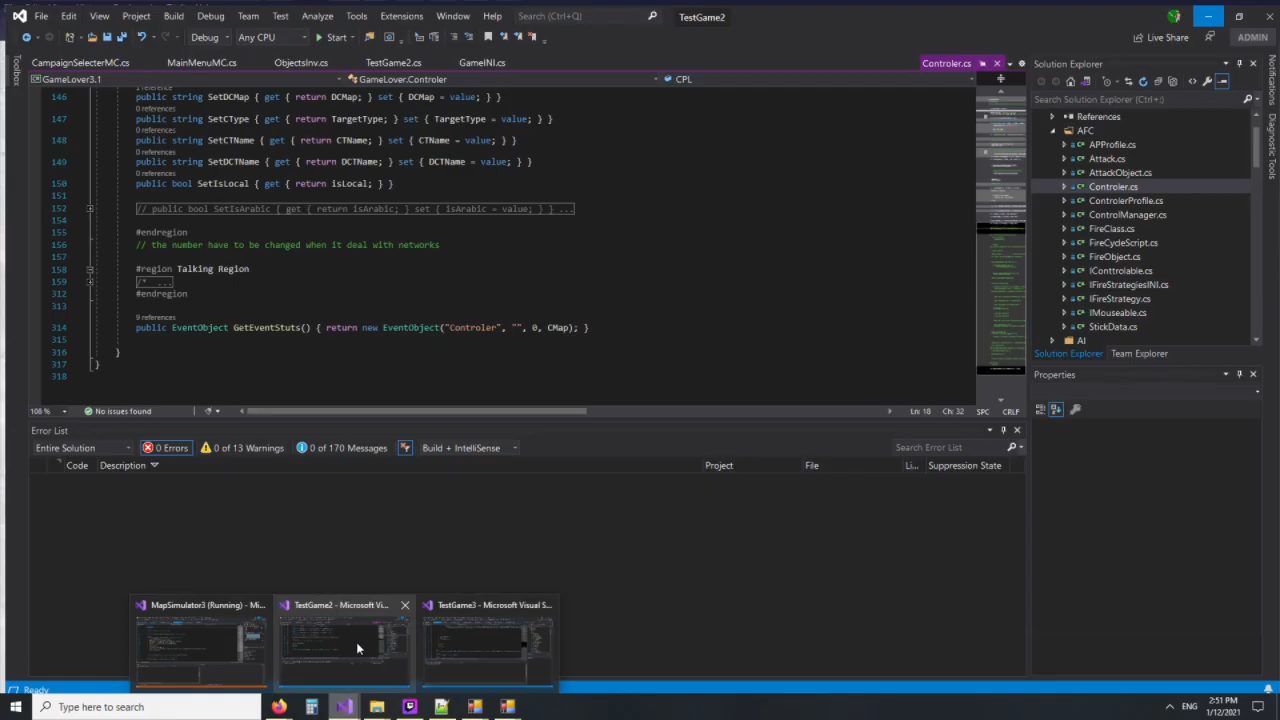 File Edit View Project Build Debug Team Test Analyze Tools Extensions Window Help Search (Ctrl+Q) TestGame2
Debug Any CPU Start Live Share ADMIN
Toolbox
CampaignSelecterMC.cs MainMenuMC.cs ObjectsInv.cs TestGame2.cs GameINI.cs Controler.cs
GameLover3.1 GameLover.Controler CPL
1 reference
146 public string SetDCMap { get { return DCMap; } set { DCMap = value; } }
0 references
147 public string SetCType { get { return TargetType; } set { TargetType = value; } }
0 references
148 public string SetCTName { get { return CTName; } set { CTName = value; } }
0 references
149 public string SetDCTName { get { return DCTName; } set { DCTName = value; } }
0 references
150 public bool SetisLocal { get { return isLocal; } }
151
152 // public bool SetisArabic { get { return isArabic; } set { isArabic = value; } }
154
155 #endregion
156 // the number have to be changed when it deal with networks
157
158 #region Talking Region
159 /* ...
312 #endregion
313
9 references
314 public EventObject GetEventStuts() { return new EventObject("Controler", "", 0, CMap); }
315
316 }
317 }
318
108 % No issues found Ln: 18 Ch: 32 SPC CRLF
Error List
Entire Solution 0 Errors 0 of 13 Warnings 0 of 170 Messages Build + IntelliSense Search Error List
Code Description Project File Li... Suppression State
Solution Explorer
Search Solution Explorer (Ctrl+;)
References
AFC
APProfile.cs
Attack.cs
AttackObject.cs
Controler.cs
ControlerProfile.cs
ControlManager.cs
FireClass.cs
FireCycleScript.cs
FireObject.cs
IConttrolable.cs
IFireStrategiesINI.cs
IFireStrategy.cs
IMouseable.cs
StickData.cs
AI
Solution Explorer Team Explorer
Properties
Notifications
MapSimulator3 (Running) - Mi... TestGame2 - Microsoft Vi... TestGame3 - Microsoft Visual S...
Ready
Type here to search
ENG 2:51 PM
1/12/2021